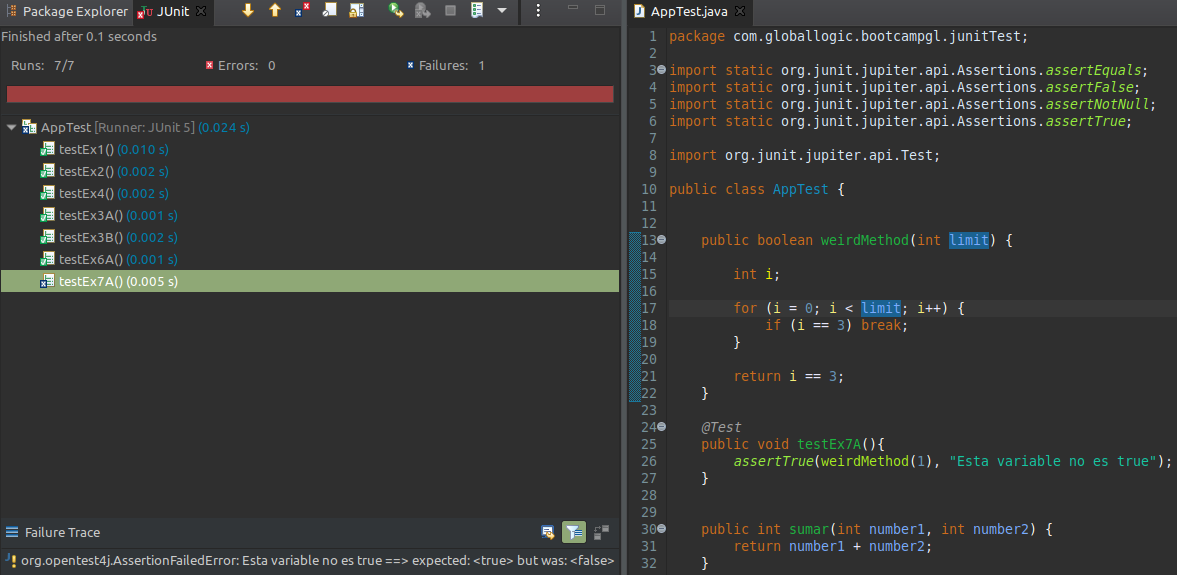 Package Explorer
JUnit
Finished after 0.1 seconds
Runs: 7/7
Errors: 0
Failures: 1
AppTest [Runner: JUnit 5] (0.024 s)
testEx1() (0.010 s)
testEx2() (0.002 s)
testEx4() (0.002 s)
testEx3A() (0.001 s)
testEx3B() (0.002 s)
testEx6A() (0.001 s)
testEx7A() (0.005 s)
Failure Trace
org.opentest4j.AssertionFailedError: Esta variable no es true ==> expected: <true> but was: <false>
AppTest.java
1 package com.globallogic.bootcampgl.junitTest;
2
3 import static org.junit.jupiter.api.Assertions.assertEquals;
4 import static org.junit.jupiter.api.Assertions.assertFalse;
5 import static org.junit.jupiter.api.Assertions.assertNotNull;
6 import static org.junit.jupiter.api.Assertions.assertTrue;
7
8 import org.junit.jupiter.api.Test;
9
10 public class AppTest {
11
12
13 public boolean weirdMethod(int limit) {
14
15 int i;
16
17 for (i = 0; i < limit; i++) {
18 if (i == 3) break;
19 }
20
21 return i == 3;
22 }
23
24 @Test
25 public void testEx7A(){
26 assertTrue(weirdMethod(1), "Esta variable no es true");
27 }
28
29
30 public int sumar(int number1, int number2) {
31 return number1 + number2;
32 }